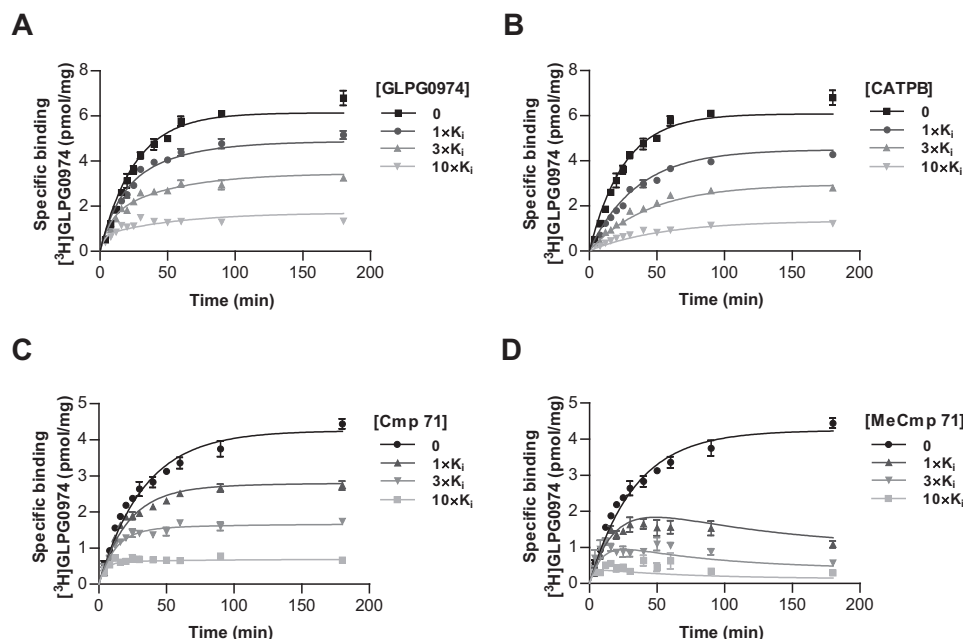 A
B
Specific binding
[³H]GLPG0974 (pmol/mg)
8
6
4
2
0
0
50
100
150
200
Time (min)
[GLPG0974]
0
1×Kᵢ
3×Kᵢ
10×Kᵢ
Specific binding
[³H]GLPG0974 (pmol/mg)
8
6
4
2
0
0
50
100
150
200
Time (min)
[CATPB]
0
1×Kᵢ
3×Kᵢ
10×Kᵢ
C
D
Specific binding
[³H]GLPG0974 (pmol/mg)
5
4
3
2
1
0
0
50
100
150
200
Time (min)
[Cmp 71]
0
1×Kᵢ
3×Kᵢ
10×Kᵢ
Specific binding
[³H]GLPG0974 (pmol/mg)
5
4
3
2
1
0
0
50
100
150
200
Time (min)
[MeCmp 71]
0
1×Kᵢ
3×Kᵢ
10×Kᵢ